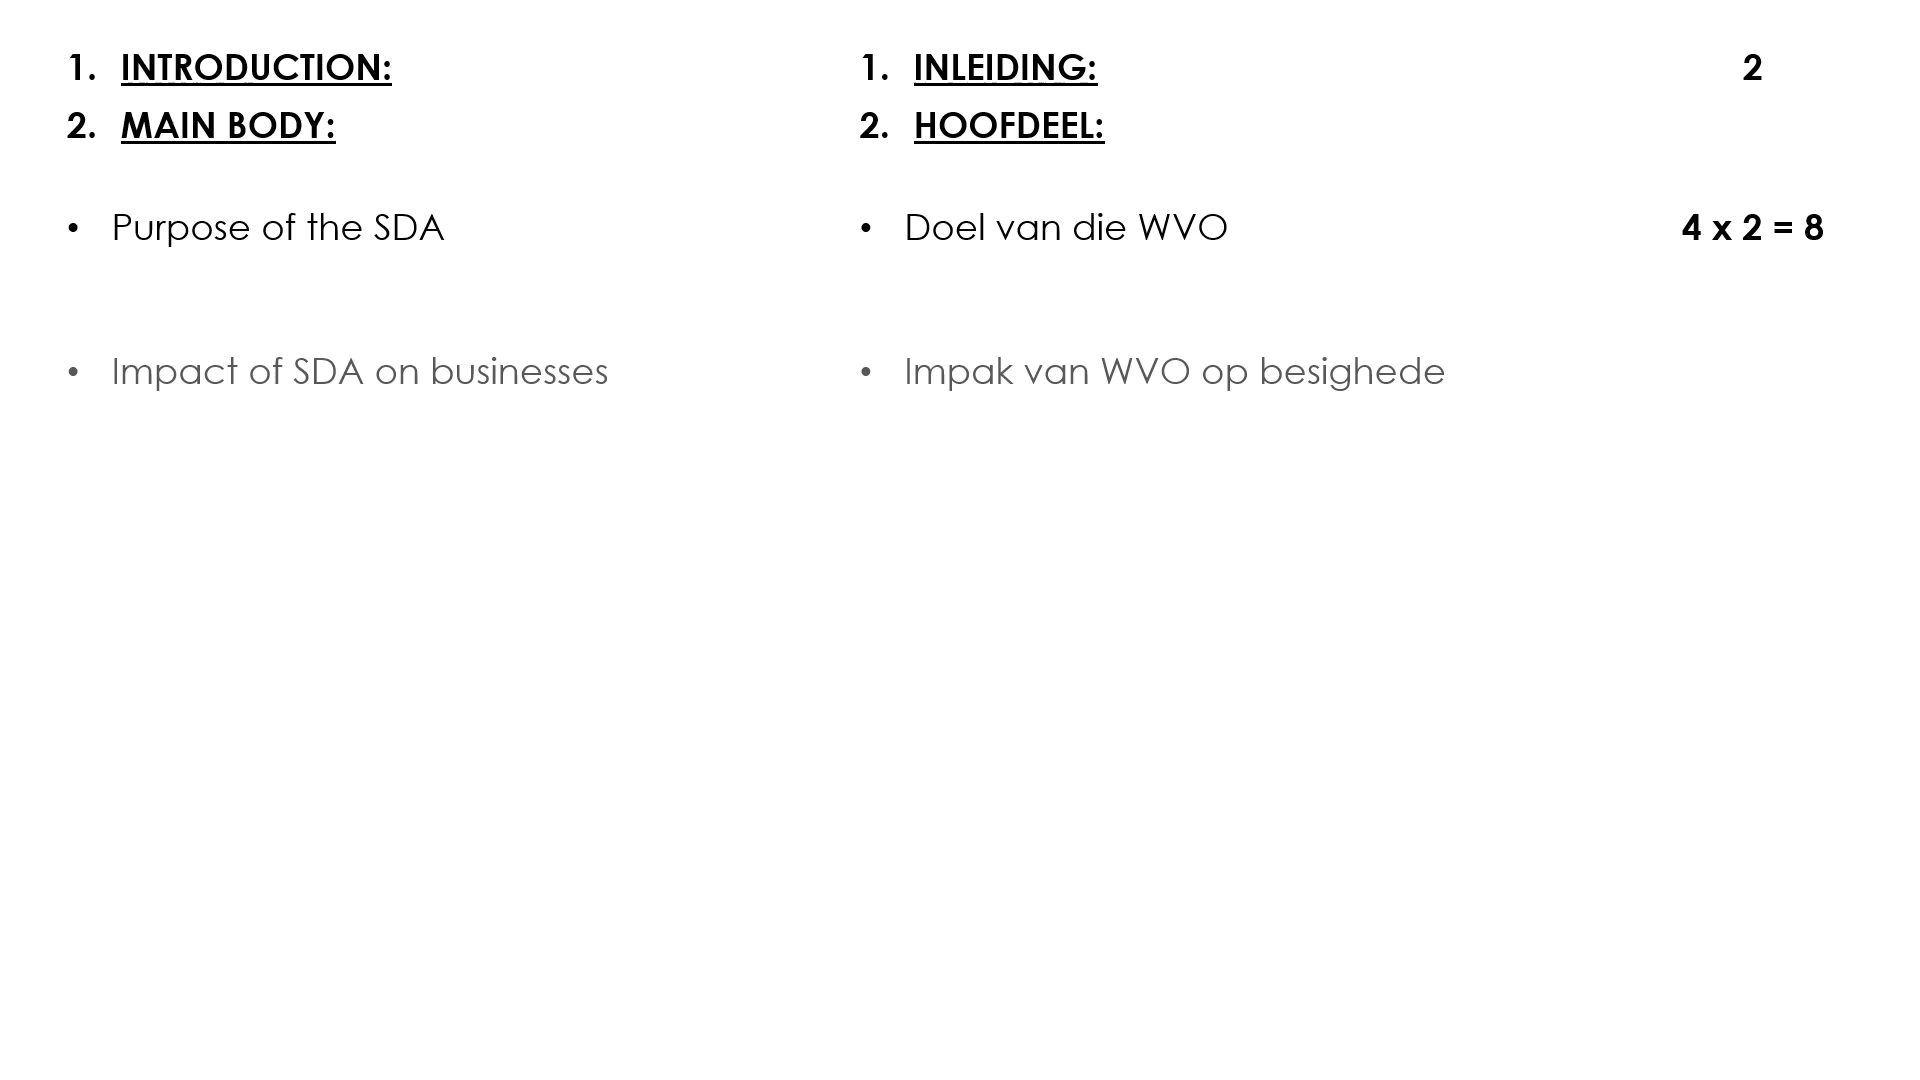 1. INTRODUCTION:
2. MAIN BODY:
• Purpose of the SDA
• Impact of SDA on businesses
1. INLEIDING:
2. HOOFDEEL:
• Doel van die WVO
• Impak van WVO op besighede
2
4 x 2 = 8